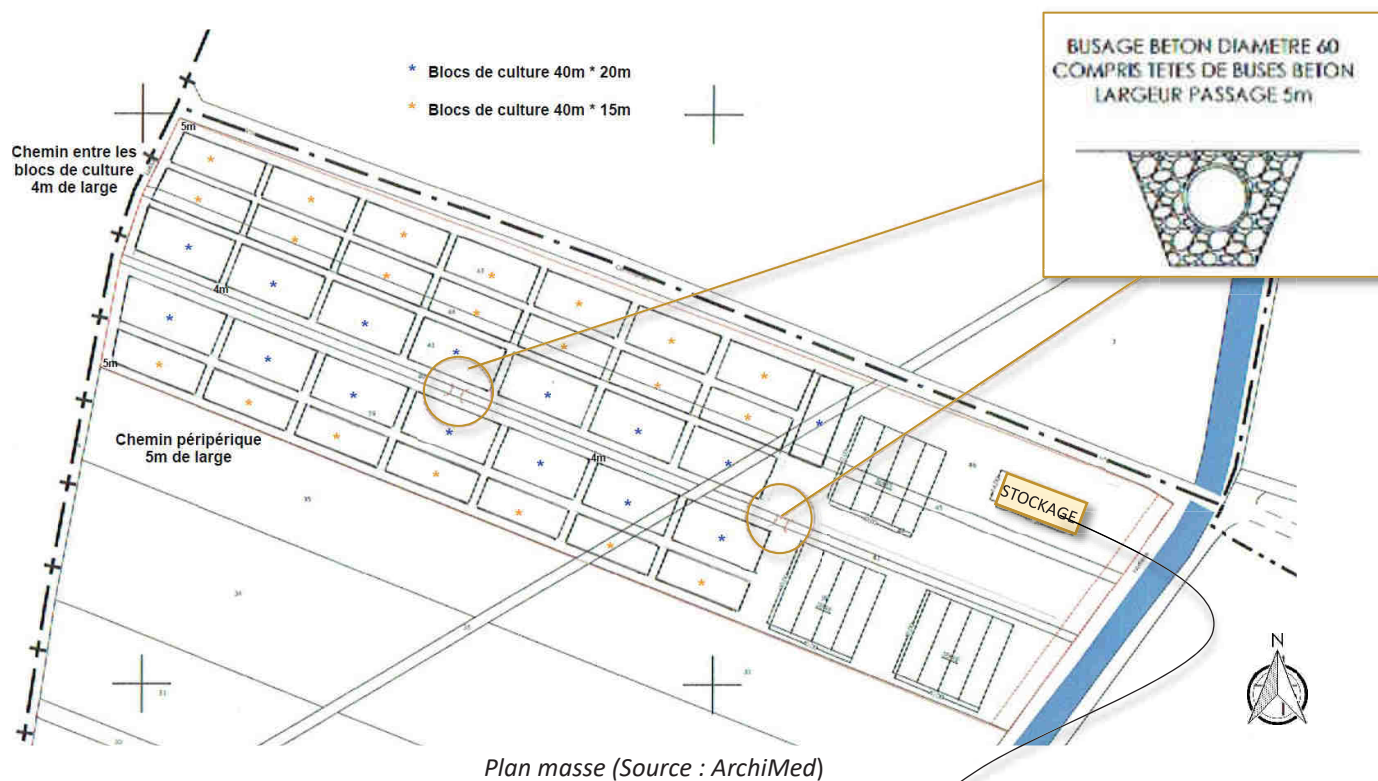 BUSAGE BETON DIAMETRE 60
COMPRIS TETES DE BUSES BETON
LARGEUR PASSAGE 5m
* Blocs de culture 40m * 20m
* Blocs de culture 40m * 15m
5m
Chemin entre les
blocs de culture
4m de large
4m
5m
Chemin péripérique
5m de large
4m
STOCKAGE
N
Plan masse (Source : ArchiMed)